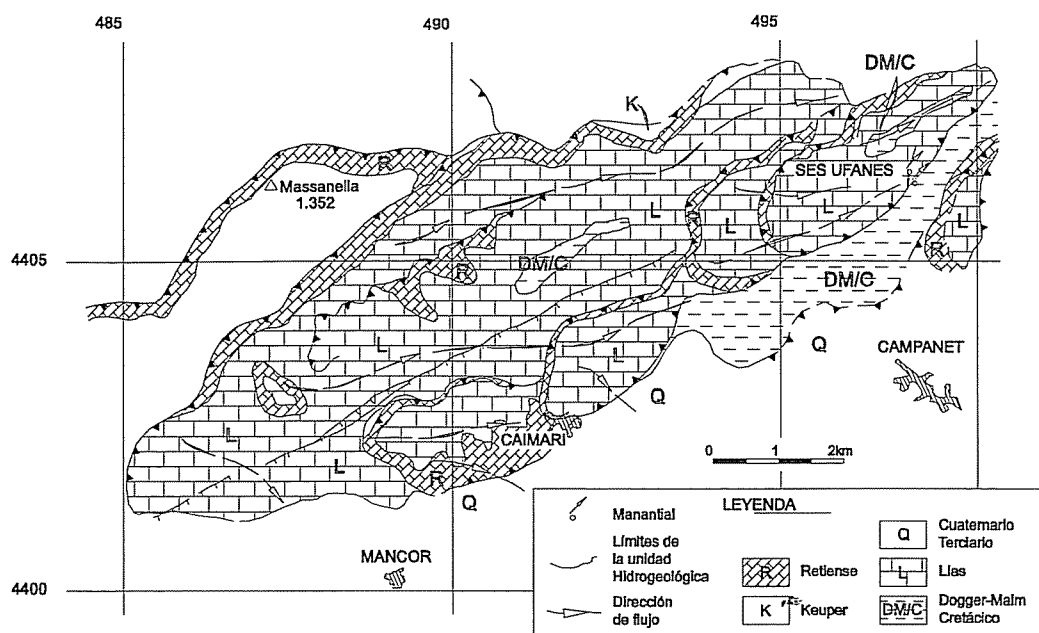 485
490
495
DM/C
K
R
SES UFANES
Massanella
1.352
L
L
L
L
4405
R
DM/C
R
DM/C
L
L
Q
CAMPANET
Q
L
CAIMARI
0 1 2km
L
R
Q
LEYENDA
Manantial
Q
Cuaternario
Terciario
MANCOR
Límites de
la unidad
Hidrogeológica
R
Retiense
L
Lias
4400
Dirección
de flujo
K
Keuper
DM/C
Dogger-Malm
Cretácico